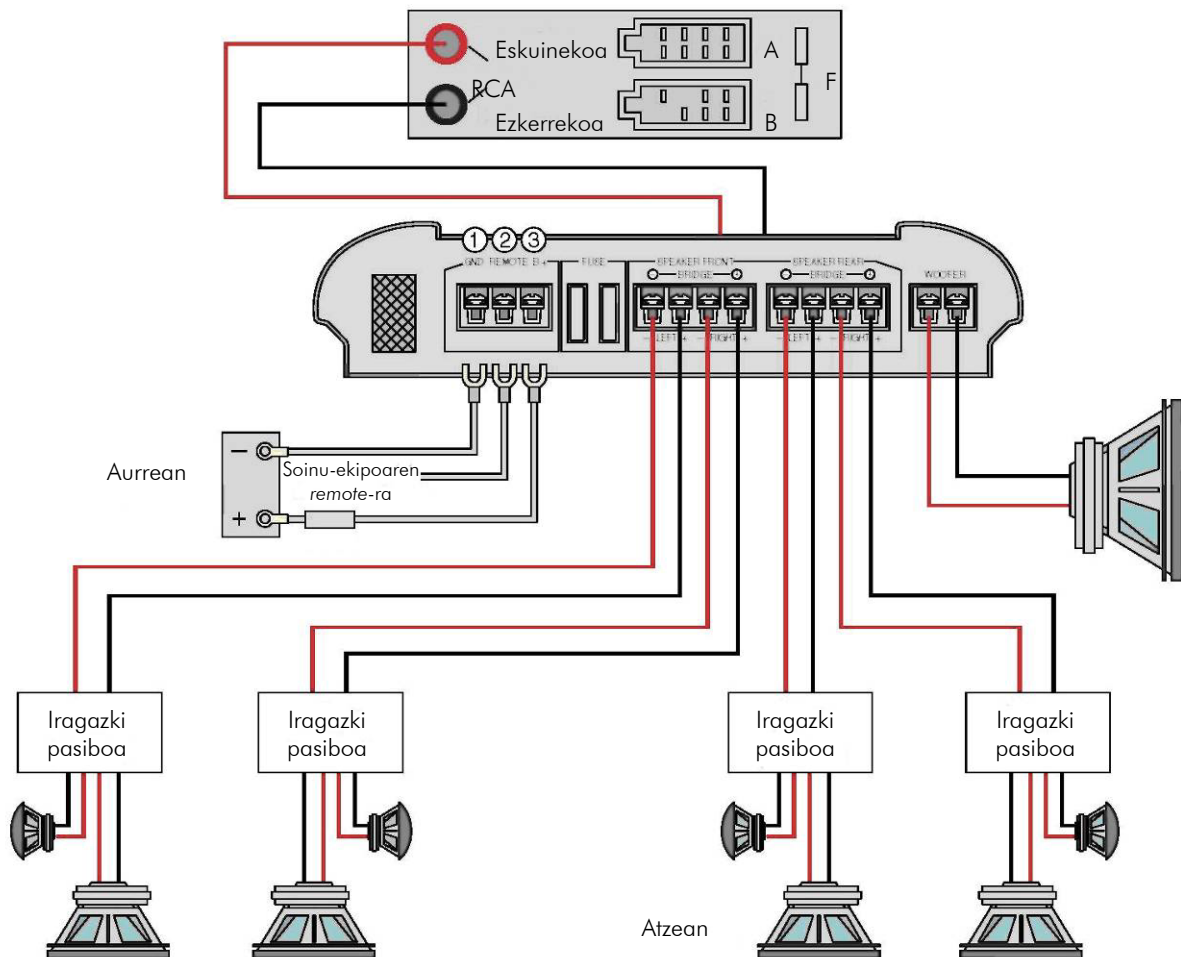 Eskuinekoa
A
RCA
F
Ezkerrekoa
B
1 2 3
GND REMOTE B+
FUSE
SPEAKER FRONT
BRIDGE
SPEAKER REAR
BRIDGE
WOOFER
- LEFT +
- RIGHT +
- LEFT +
- RIGHT +
Aurrean
−
Soinu-ekipoaren
remote-ra
+
Iragazki
pasiboa
Iragazki
pasiboa
Iragazki
pasiboa
Iragazki
pasiboa
Atzean